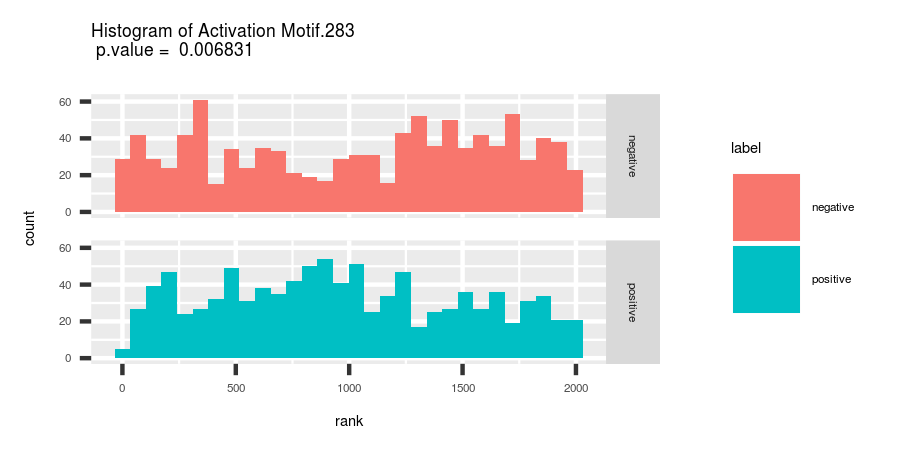 Histogram of Activation Motif.283
p.value = 0.006831
count
60
40
20
0
negative
60
40
20
0
positive
0 500 1000 1500 2000
rank
label
negative
positive